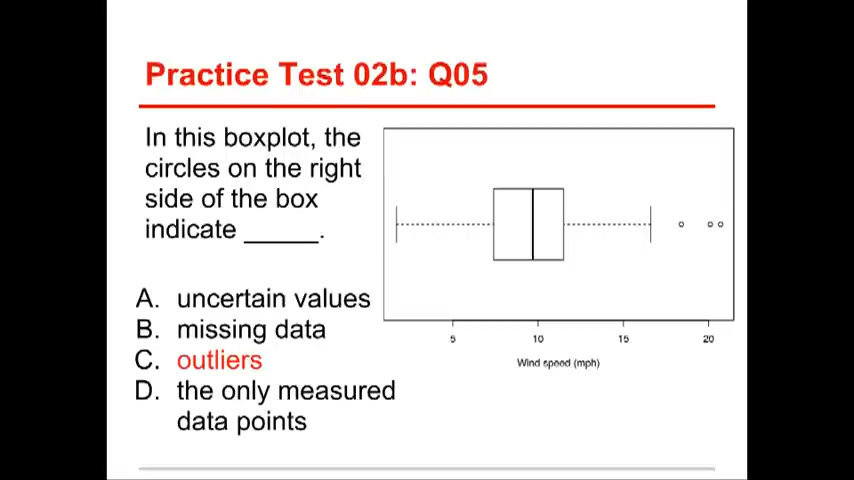 Practice Test 02b: Q05
In this boxplot, the
circles on the right
side of the box
indicate _____.
A. uncertain values
B. missing data
C. outliers
D. the only measured
data points
5 10 15 20
Wind speed (mph)